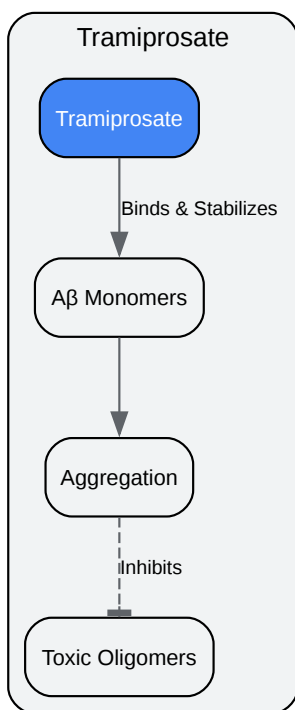 Tramiprosate
Tramiprosate
Binds & Stabilizes
Aβ Monomers
Aggregation
Inhibits
Toxic Oligomers